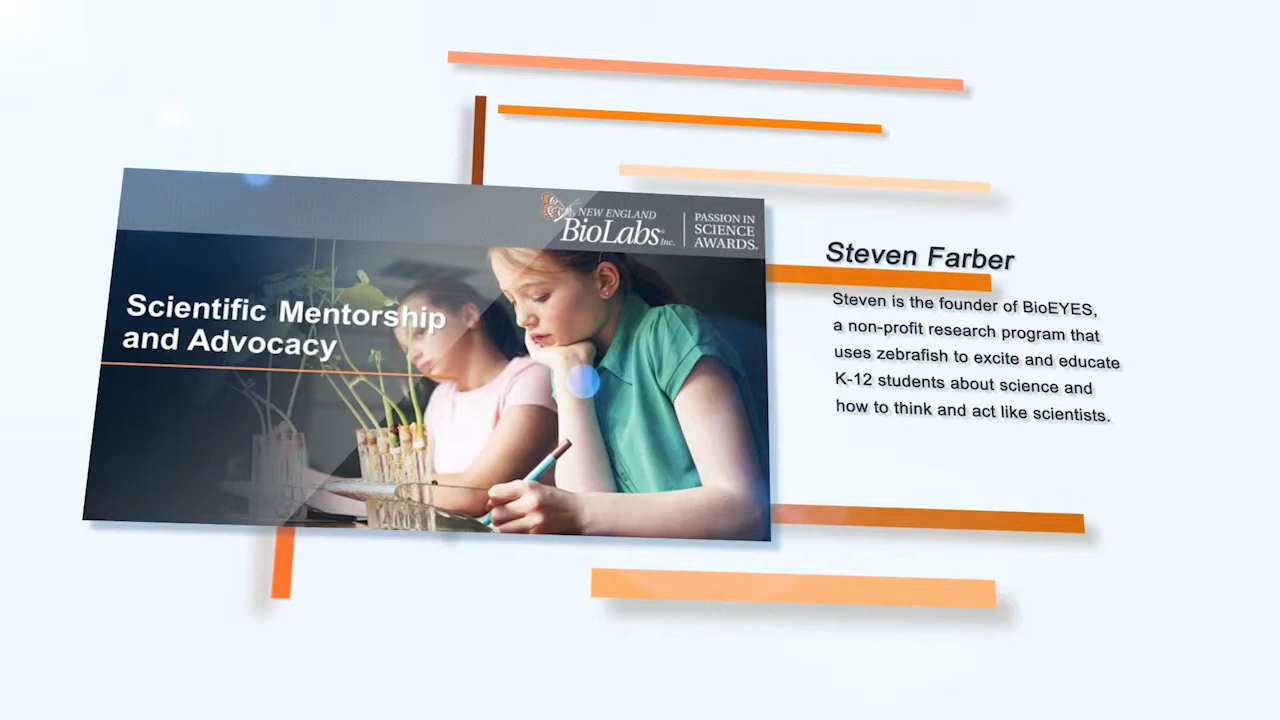 NEW ENGLAND
BioLabs® Inc.
PASSION IN
SCIENCE
AWARDS®
Scientific Mentorship
and Advocacy
Steven Farber
Steven is the founder of BioEYES,
a non-profit research program that
uses zebrafish to excite and educate
K-12 students about science and
how to think and act like scientists.